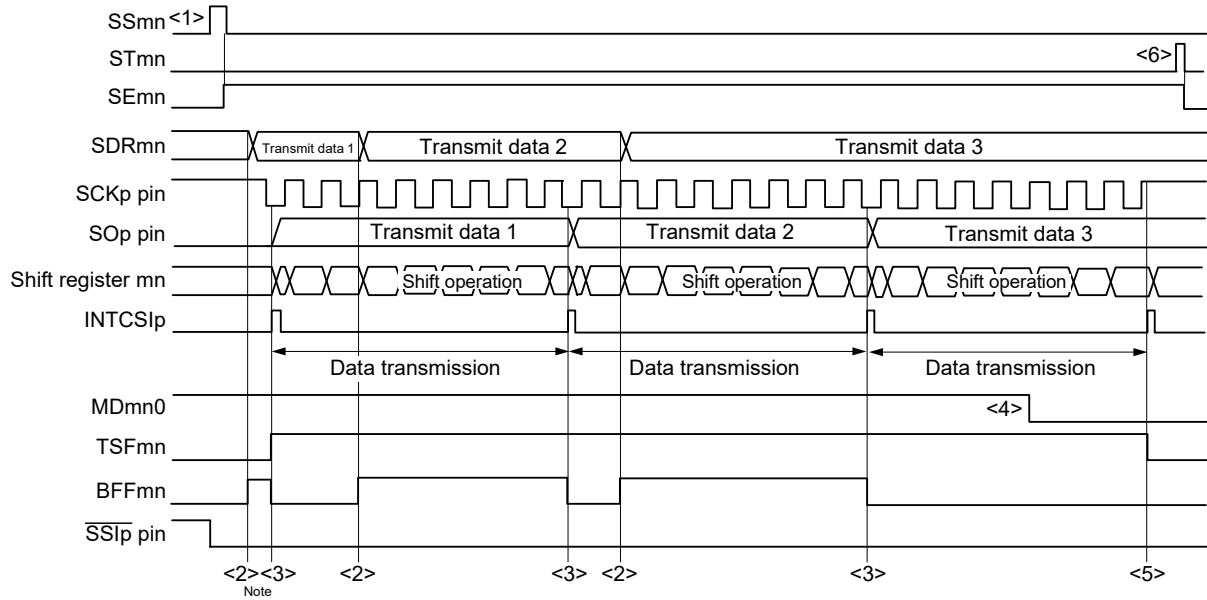 SSmn <1>
STmn <6>
SEmn
SDRmn Transmit data 1 Transmit data 2 Transmit data 3
SCKp pin
SOp pin Transmit data 1 Transmit data 2 Transmit data 3
Shift register mn Shift operation Shift operation Shift operation
INTCSIp
Data transmission Data transmission Data transmission
MDmn0 <4>
TSFmn
BFFmn
SSIp pin
<2> <3> <2> <3> <2> <3> <5>
Note